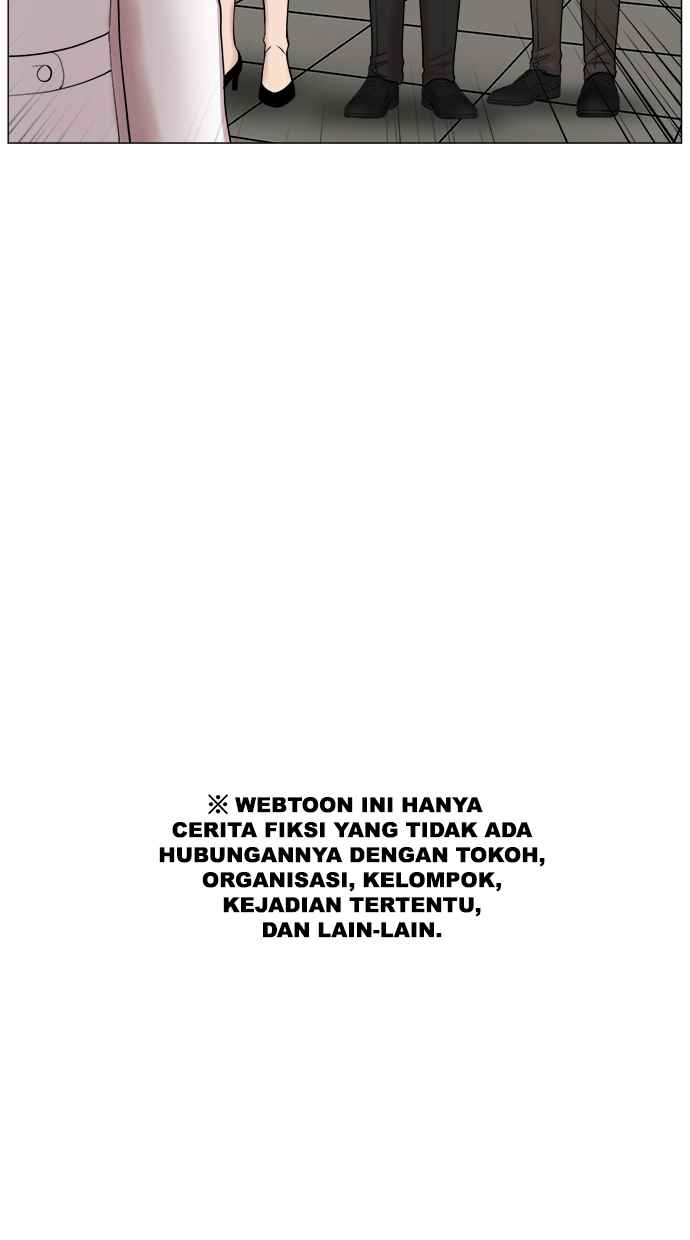 ※ WEBTOON INI HANYA
CERITA FIKSI YANG TIDAK ADA
HUBUNGANNYA DENGAN TOKOH,
ORGANISASI, KELOMPOK,
KEJADIAN TERTENTU,
DAN LAIN-LAIN.